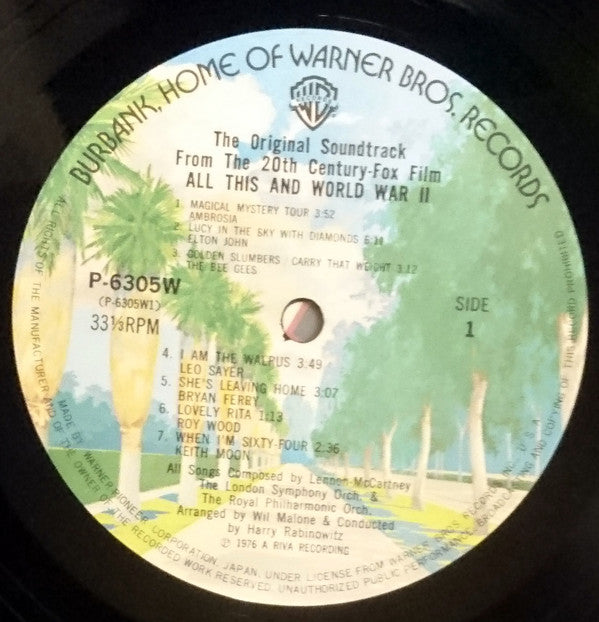 BURBANK, HOME OF WARNER BROS. RECORDS
RECORDS
The Original Soundtrack
From The 20th Century-Fox Film
ALL THIS AND WORLD WAR II
1. MAGICAL MYSTERY TOUR 3:52
AMBROSIA
2. LUCY IN THE SKY WITH DIAMONDS
ELTON JOHN
3. GOLDEN SLUMBERS / CARRY THAT WEIGHT 3:12
THE BEE GEES
P-6305W
(P-6305W1)
33⅓RPM
SIDE
1
4. I AM THE WALRUS 3:49
LEO SAYER
5. SHE'S LEAVING HOME 3:07
BRYAN FERRY
6. LOVELY RITA 1:13
ROY WOOD
7. WHEN I'M SIXTY-FOUR 2:36
KEITH MOON
All Songs Composed by Lennon-McCartney
The London Symphony Orch. &
The Royal Philharmonic Orch.
Arranged by Wil Malone & Conducted
by Harry Rabinowitz
℗ 1976 A RIVA RECORDING
MADE BY WARNER PIONEER CORPORATION, JAPAN, UNDER LICENSE FROM WARNER BROS. RECORDS INC., U.S.A.
ALL RIGHTS OF THE MANUFACTURER AND OF THE OWNER OF THE RECORDED WORK RESERVED. UNAUTHORIZED PUBLIC PERFORMANCE, BROADCASTING AND COPYING OF THIS RECORD PROHIBITED